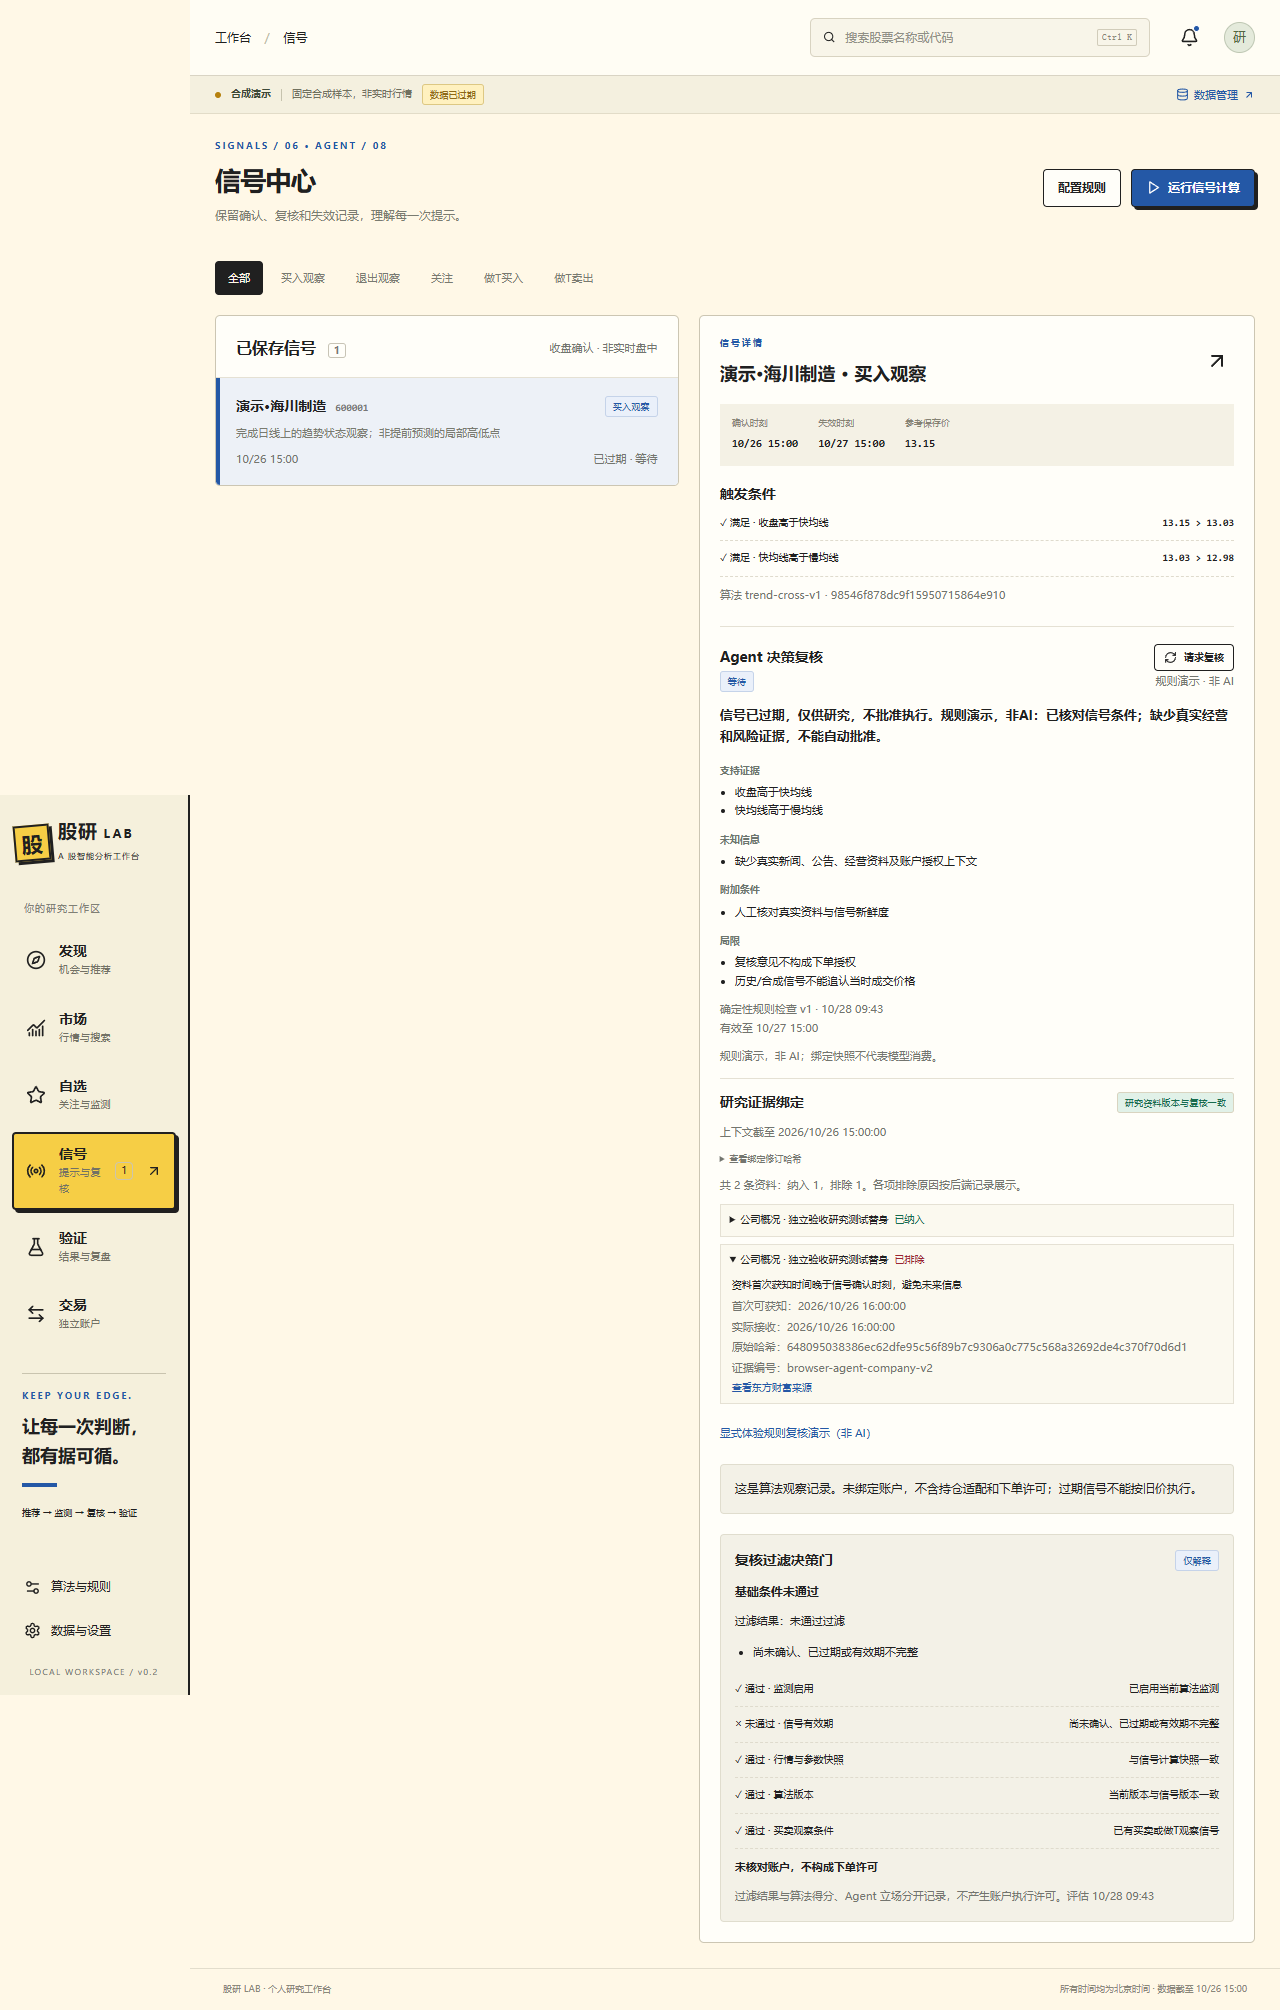 工作台 / 信号
搜索股票名称或代码
Ctrl K
研
合成演示
固定合成样本，非实时行情
数据已过期
数据管理
SIGNALS / 06 • AGENT / 08
信号中心
保留确认、复核和失效记录，理解每一次提示。
配置规则
运行信号计算
全部
买入观察
退出观察
关注
做T买入
做T卖出
已保存信号 1
收盘确认 · 非实时盘中
演示•海川制造 600001
买入观察
完成日线上的趋势状态观察；非提前预测的局部高低点
10/26 15:00
已过期 · 等待
信号详情
演示•海川制造 • 买入观察
确认时刻
10/26 15:00
失效时刻
10/27 15:00
参考保存价
13.15
触发条件
✓ 满足 · 收盘高于快均线
13.15 > 13.03
✓ 满足 · 快均线高于慢均线
13.03 > 12.98
算法 trend-cross-v1 · 98546f878dc9f15950715864e910
Agent 决策复核
请求复核
等待
规则演示 · 非 AI
信号已过期，仅供研究，不批准执行。规则演示，非AI：已核对信号条件；缺少真实经营
和风险证据，不能自动批准。
支持证据
• 收盘高于快均线
• 快均线高于慢均线
未知信息
• 缺少真实新闻、公告、经营资料及账户授权上下文
附加条件
• 人工核对真实资料与信号新鲜度
局限
• 复核意见不构成下单授权
• 历史/合成信号不能追认当时成交价格
确定性规则检查 v1 · 10/28 09:43
有效至 10/27 15:00
规则演示，非 AI；绑定快照不代表模型消费。
研究证据绑定
研究资料版本与复核一致
上下文截至 2026/10/26 15:00:00
▶ 查看绑定修订哈希
共 2 条资料：纳入 1，排除 1。各项排除原因按后端记录展示。
▶ 公司概况 · 独立验收研究测试替身 已纳入
▼ 公司概况 · 独立验收研究测试替身 已排除
资料首次获知时间晚于信号确认时刻，避免未来信息
首次可获知：2026/10/26 16:00:00
实际接收：2026/10/26 16:00:00
原始哈希：648095038386ec62dfe95c56f89b7c9306a0c775c568a32692de4c370f70d6d1
证据编号：browser-agent-company-v2
查看东方财富来源
显式体验规则复核演示（非 AI）
这是算法观察记录。未绑定账户，不含持仓适配和下单许可；过期信号不能按旧价执行。
复核过滤决策门
仅解释
基础条件未通过
过滤结果：未通过过滤
• 尚未确认、已过期或有效期不完整
✓ 通过 · 监测启用
已启用当前算法监测
× 未通过 · 信号有效期
尚未确认、已过期或有效期不完整
✓ 通过 · 行情与参数快照
与信号计算快照一致
✓ 通过 · 算法版本
当前版本与信号版本一致
✓ 通过 · 买卖观察条件
已有买卖或做T观察信号
未核对账户，不构成下单许可
过滤结果与算法得分、Agent 立场分开记录，不产生账户执行许可。评估 10/28 09:43
股
股研 LAB
A 股智能分析工作台
你的研究工作区
发现
机会与推荐
市场
行情与搜索
自选
关注与监测
信号
提示与复
核
1
验证
结果与复盘
交易
独立账户
KEEP YOUR EDGE.
让每一次判断，
都有据可循。
推荐 → 监测 → 复核 → 验证
算法与规则
数据与设置
LOCAL WORKSPACE / v0.2
股研 LAB · 个人研究工作台
所有时间均为北京时间 · 数据截至 10/26 15:00